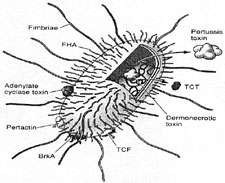 Fimbriae
Pertussis
toxin
FHA
Adenylate
cyclase toxin
TCT
Dermonecrotic
toxin
Pertactin
BrkA
TCF